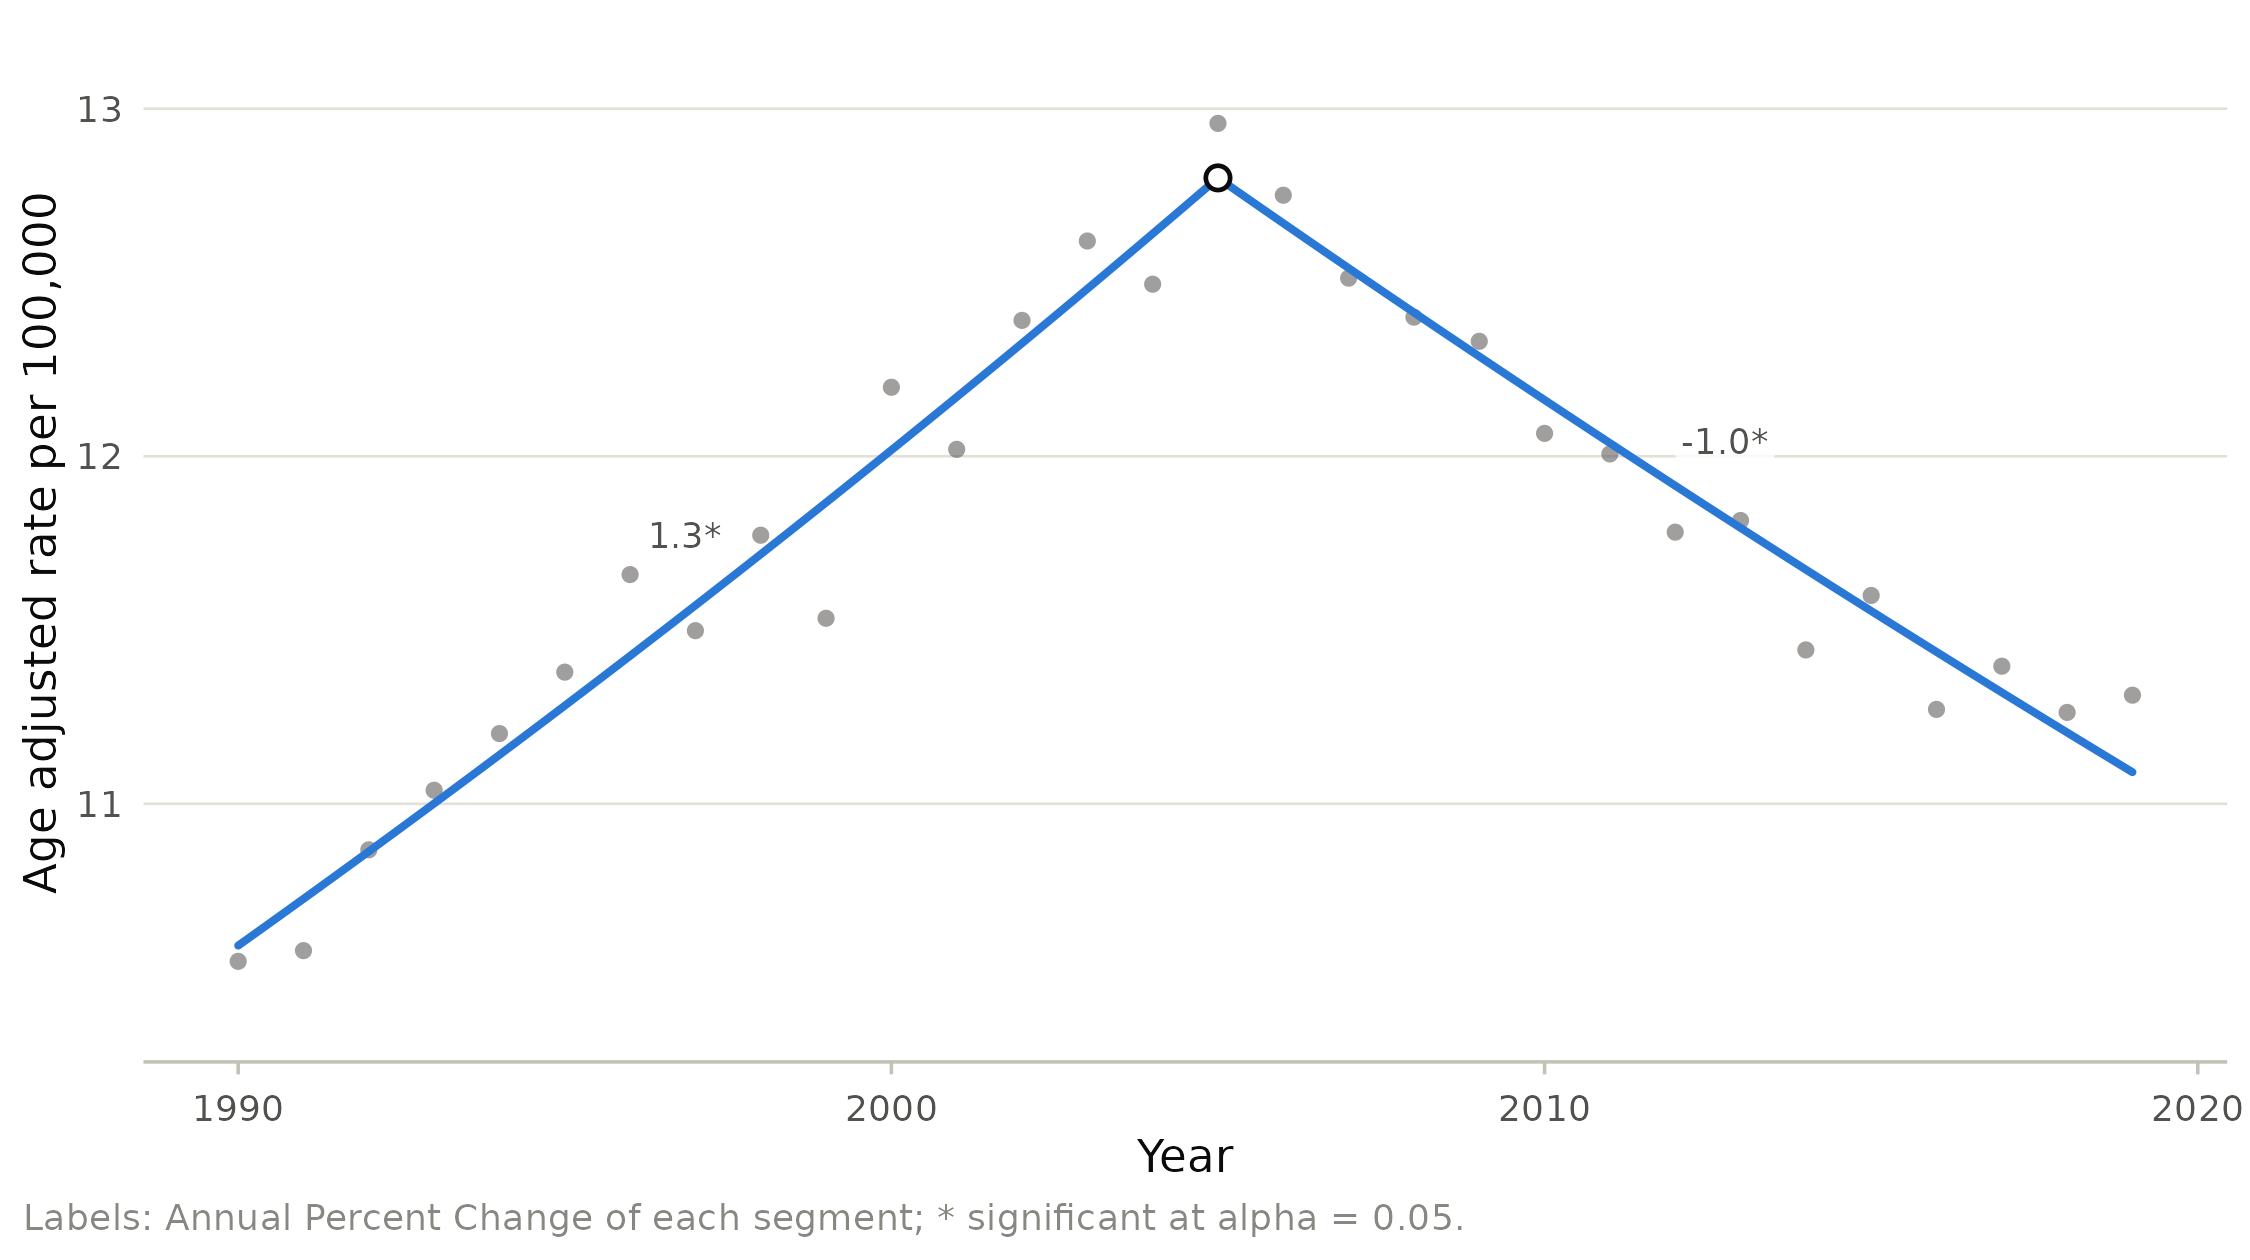 Age adjusted rate per 100,000
13
12
11
1.3*
-1.0*
1990 2000 2010 2020
Year
Labels: Annual Percent Change of each segment; * significant at alpha = 0.05.